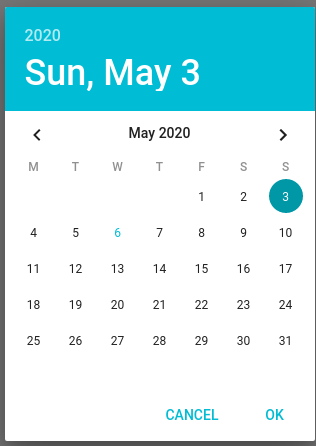 2020
Sun, May 3
May 2020
M T W T F S S
1 2 3
4 5 6 7 8 9 10
11 12 13 14 15 16 17
18 19 20 21 22 23 24
25 26 27 28 29 30 31
CANCEL OK